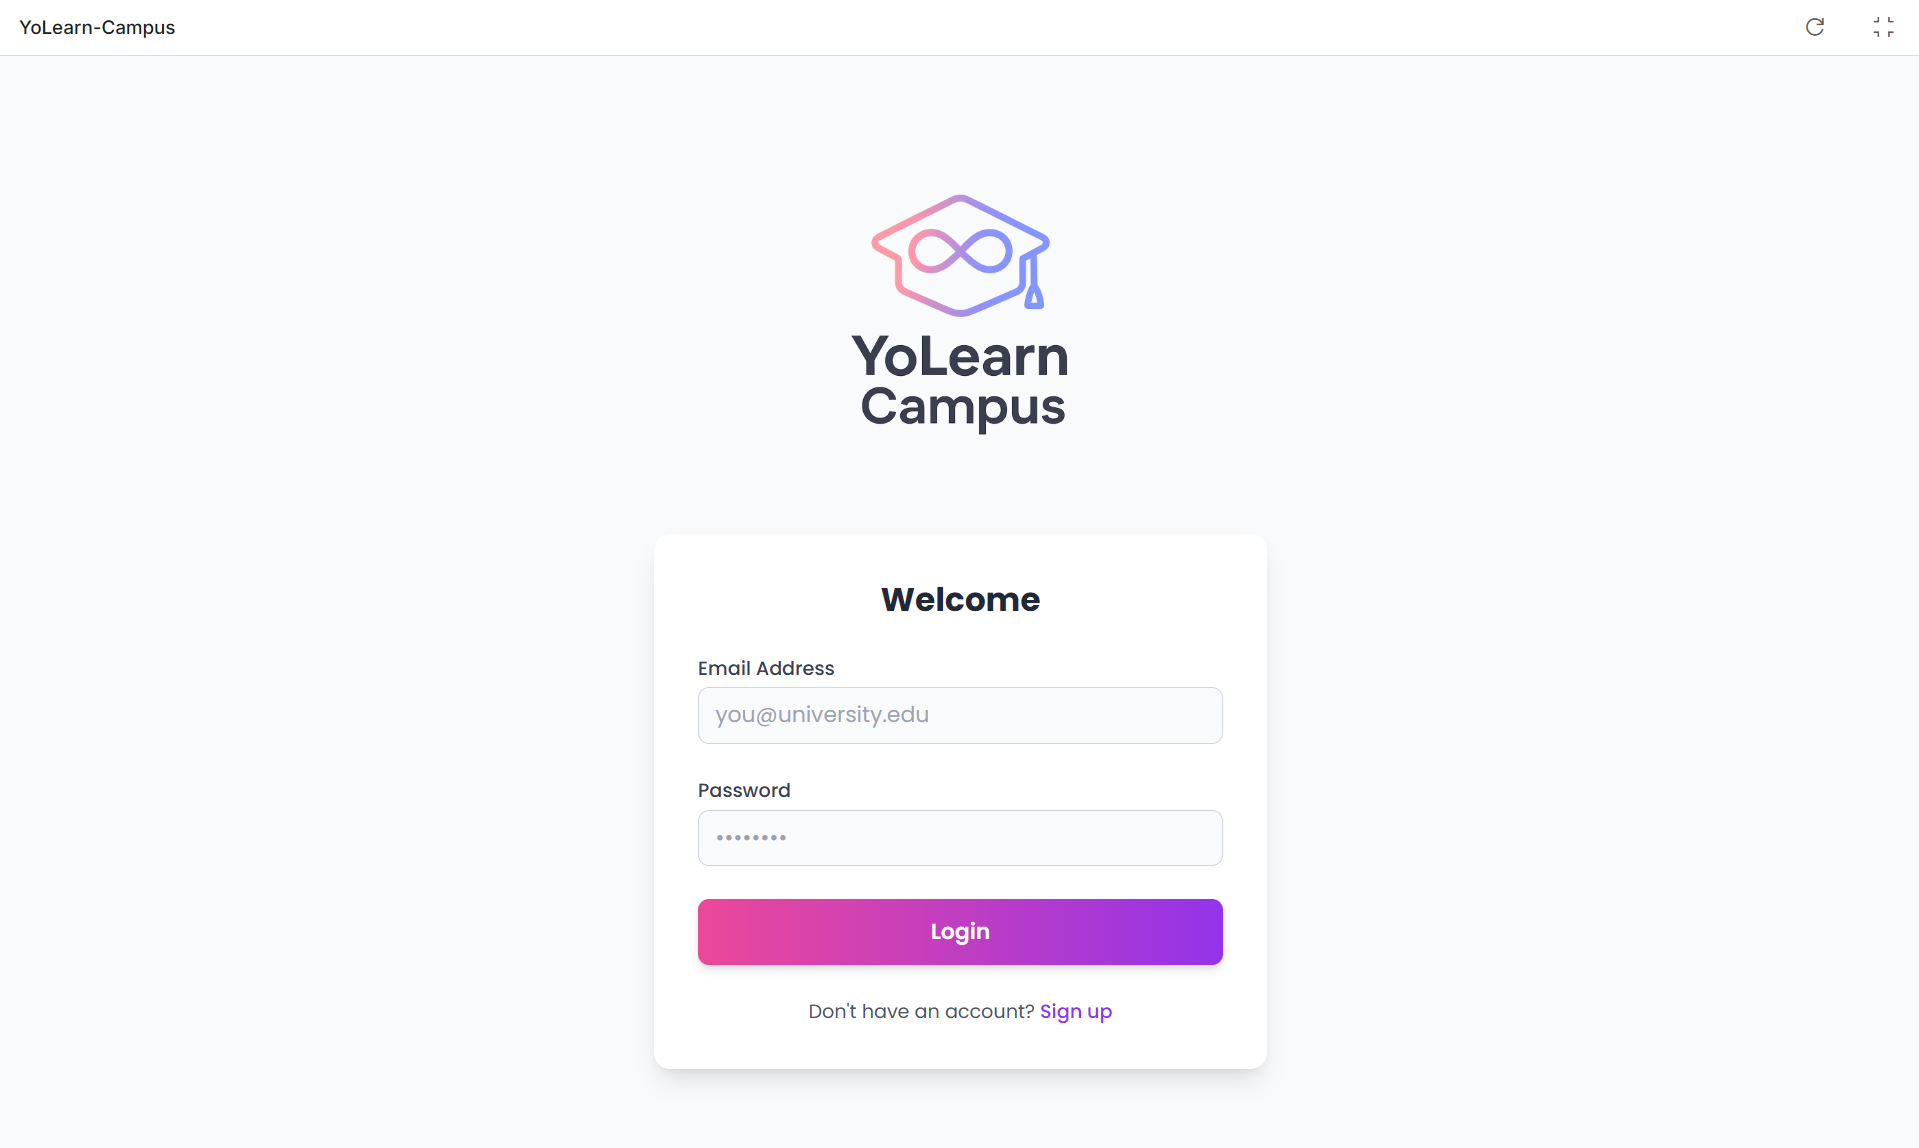 YoLearn-Campus
YoLearn
Campus
Welcome
Email Address
you@university.edu
Password
••••••••
Login
Don't have an account? Sign up